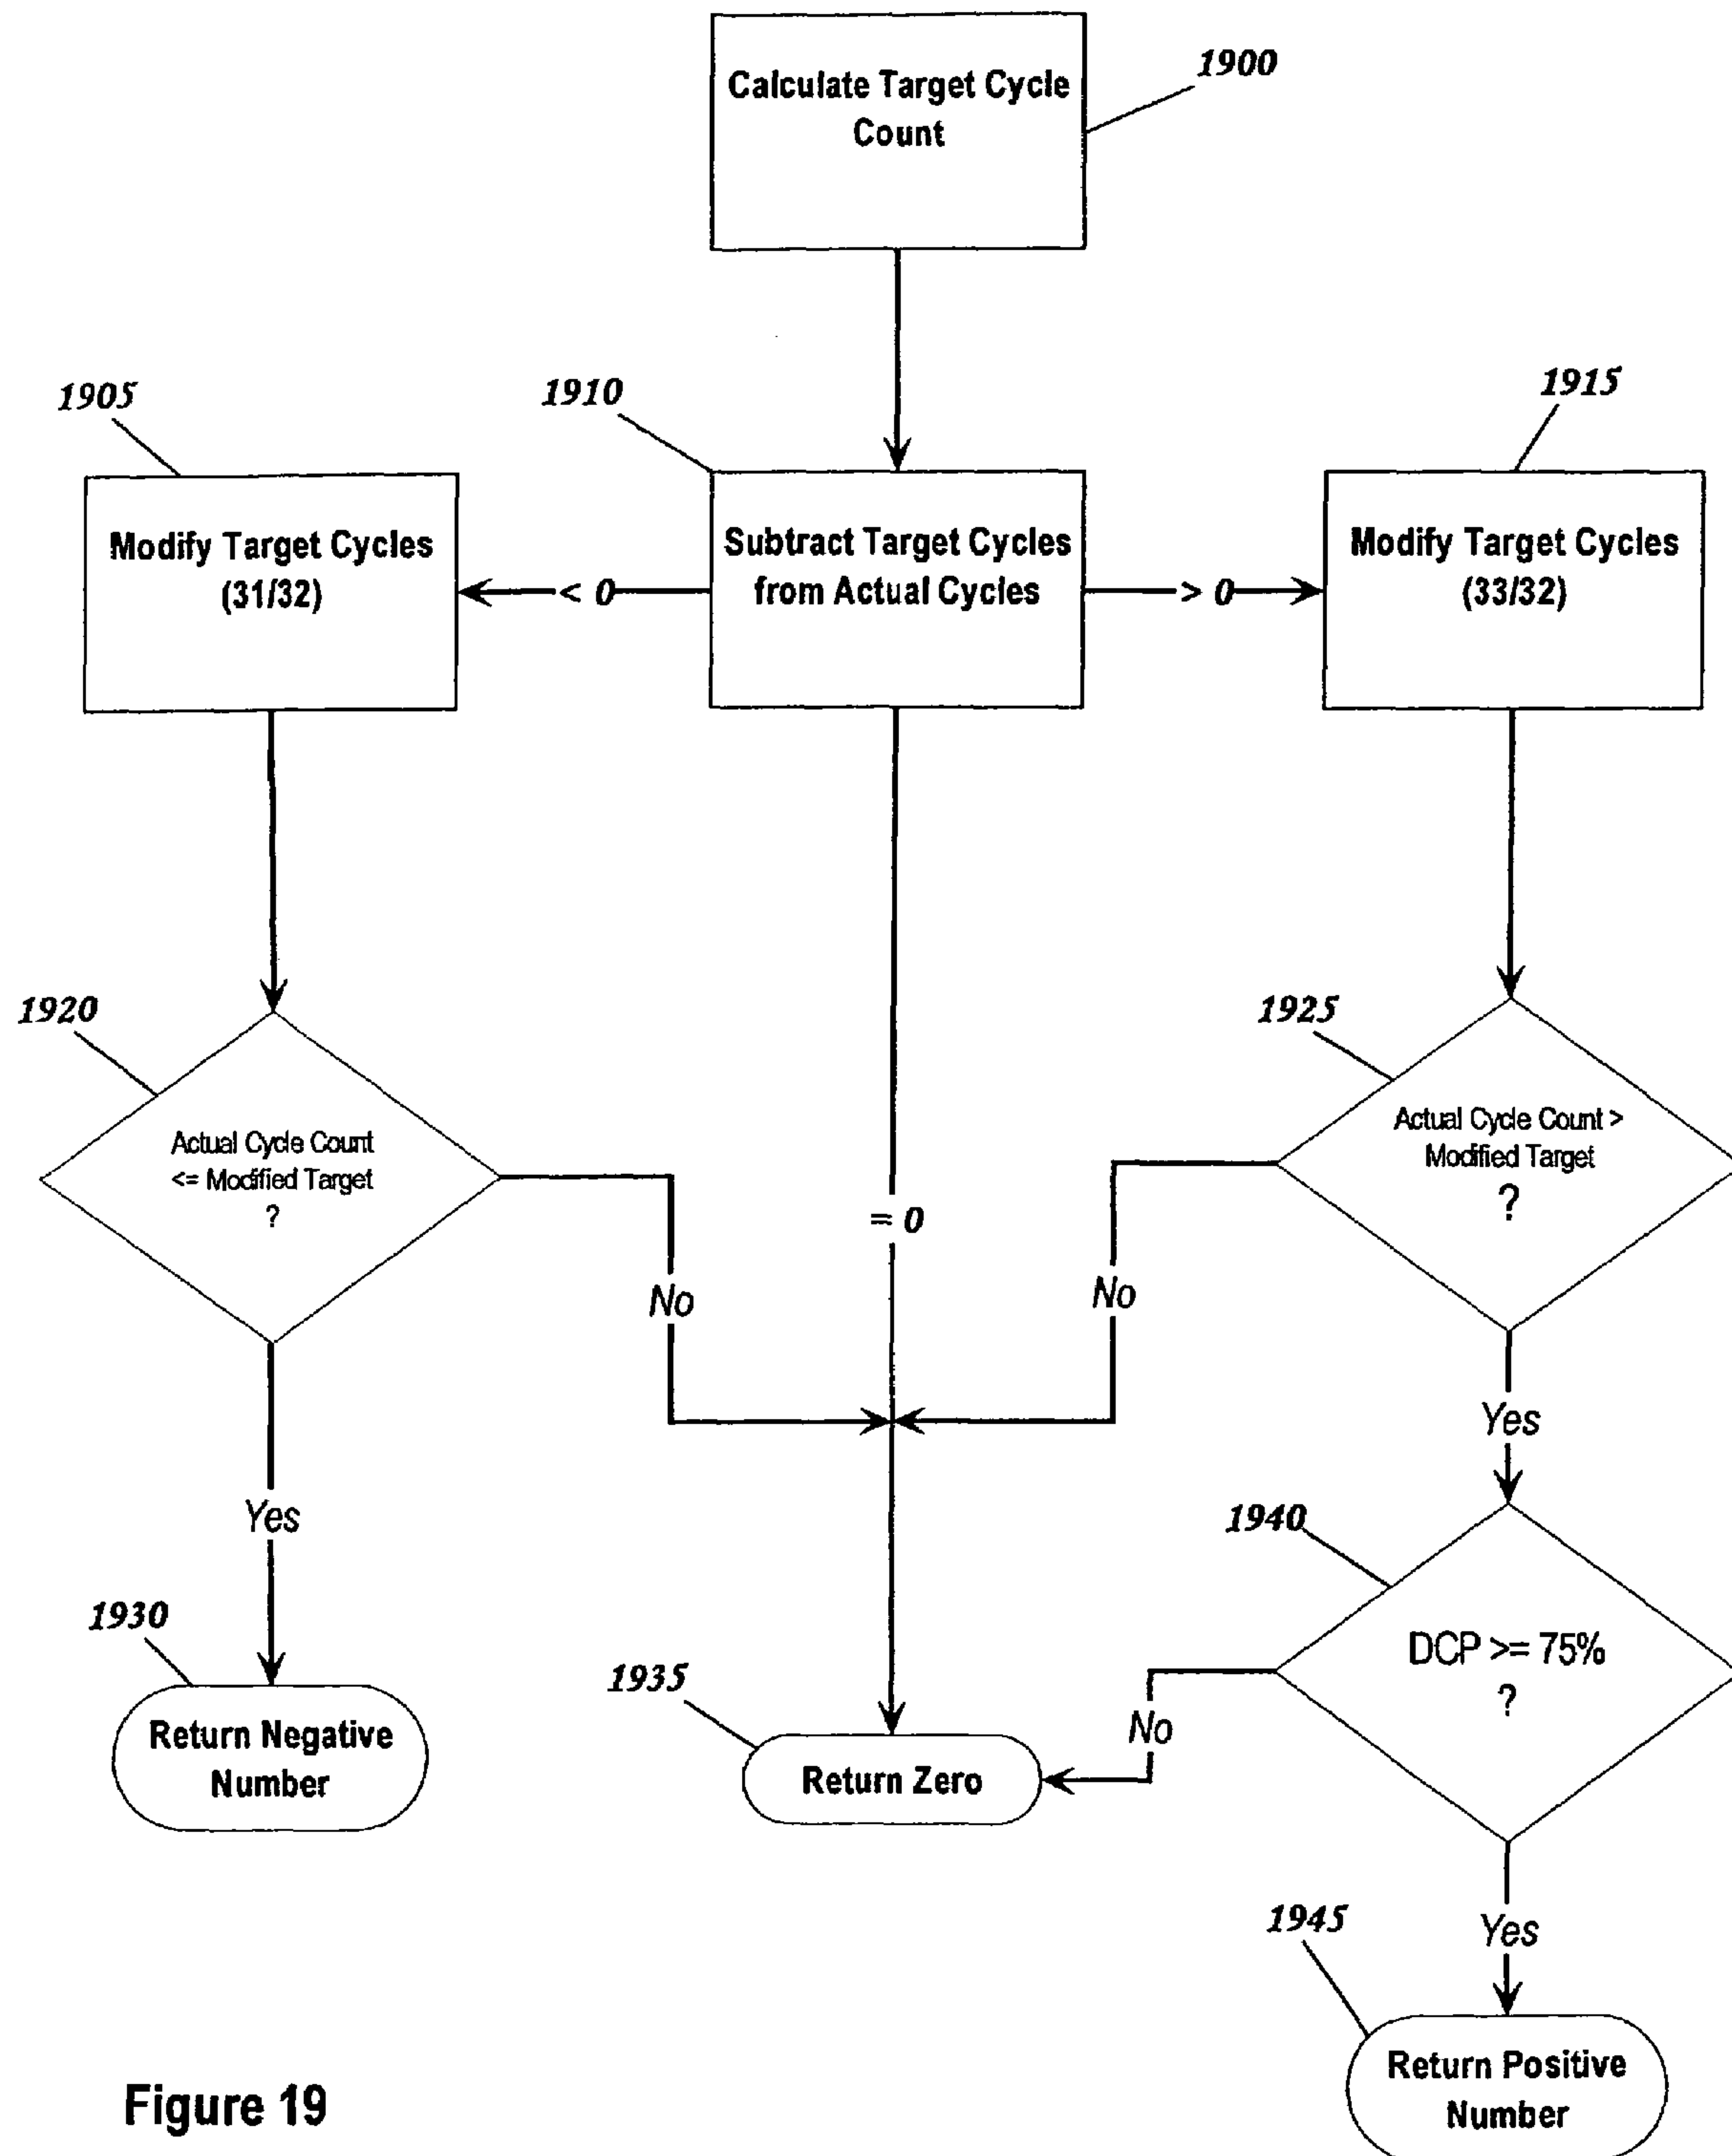 Calculate Target Cycle
Count
1900
1905
1910
1915
Modify Target Cycles
(31/32)
< 0
Subtract Target Cycles
from Actual Cycles
> 0
Modify Target Cycles
(33/32)
1920
1925
Actual Cycle Count
<= Modified Target
?
= 0
Actual Cycle Count >
Modified Target
?
No
No
Yes
Yes
1940
1930
1935
DCP >= 75%
?
Return Negative
Number
Return Zero
No
1945
Yes
Return Positive
Number
Figure 19